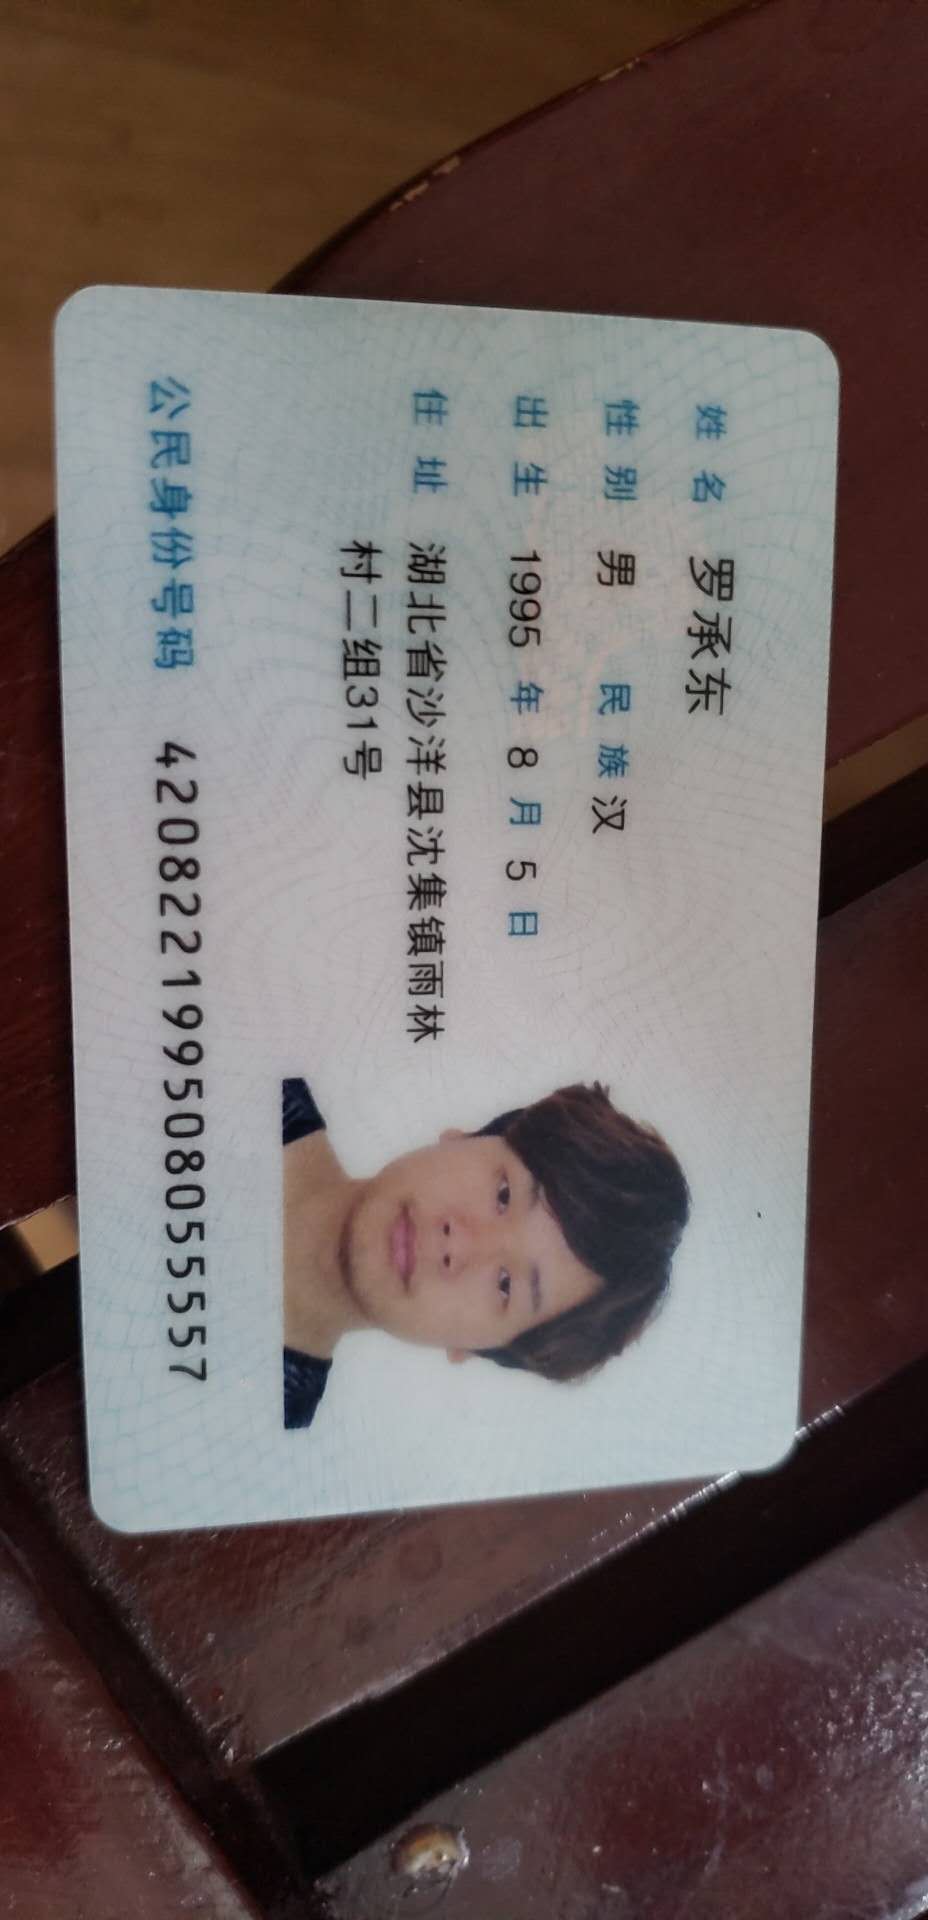 姓名 罗承东
性别 男 民族 汉
出生 1995 年 8 月 5 日
住址 湖北省沙洋县沈集镇雨林
村二组31号
公民身份号码 420822199508055557